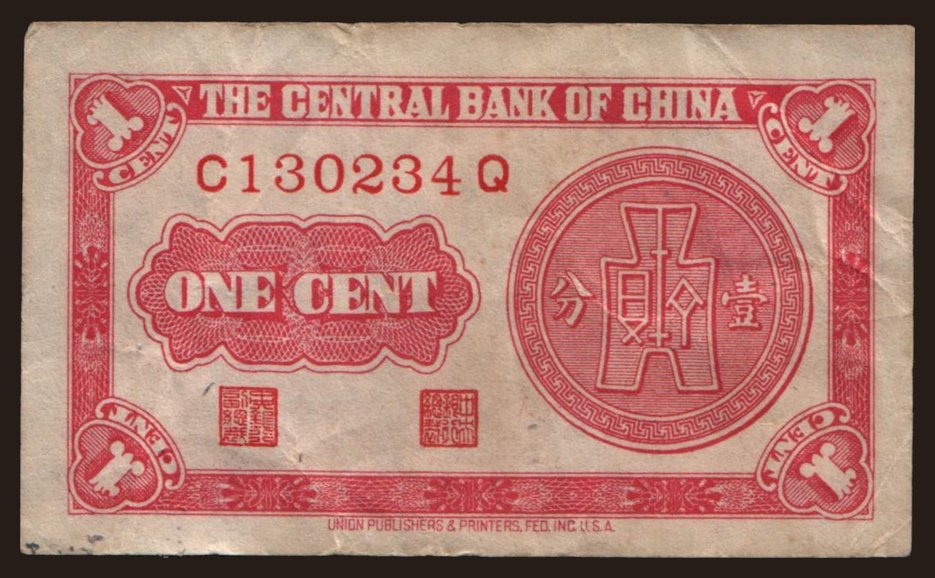 THE CENTRAL BANK OF CHINA
1 CENT
1 CENT
C130234Q
ONE CENT
分 壹
1 CENT
1 CENT
UNION PUBLISHERS & PRINTERS, FED. INC. U.S.A.